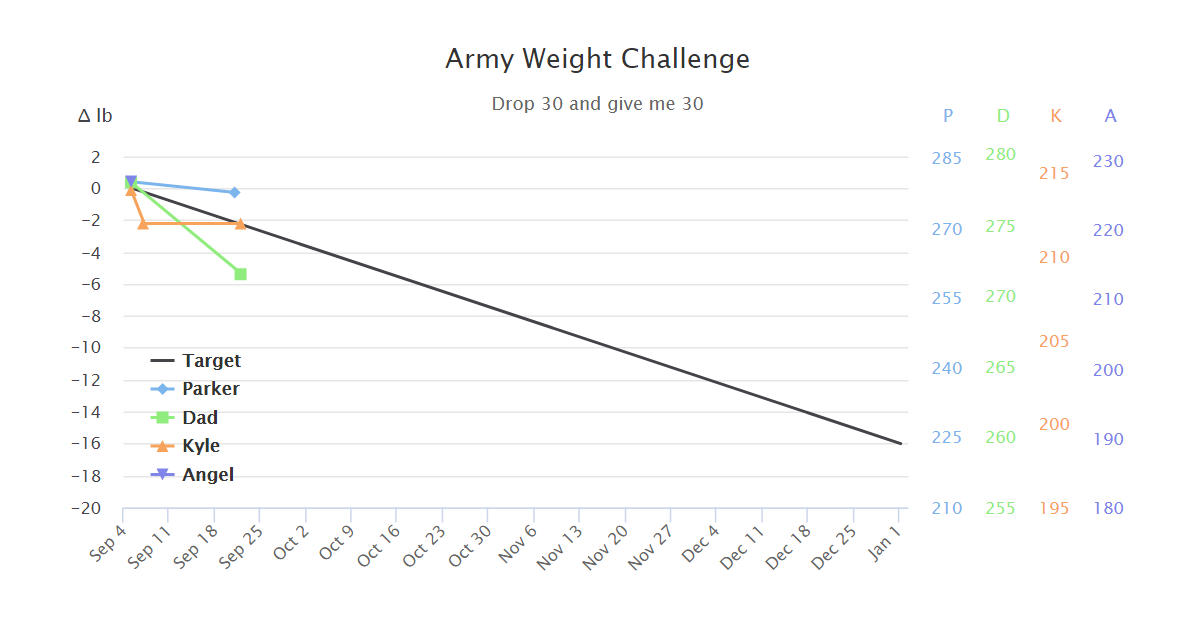 Army Weight Challenge
Drop 30 and give me 30
Δ lb
P D K A
2
0
−2
−4
−6
−8
−10
−12
−14
−16
−18
−20
285
270
255
240
225
210
280
275
270
265
260
255
215
210
205
200
195
230
220
210
200
190
180
Target
Parker
Dad
Kyle
Angel
Sep 4
Sep 11
Sep 18
Sep 25
Oct 2
Oct 9
Oct 16
Oct 23
Oct 30
Nov 6
Nov 13
Nov 20
Nov 27
Dec 4
Dec 11
Dec 18
Dec 25
Jan 1